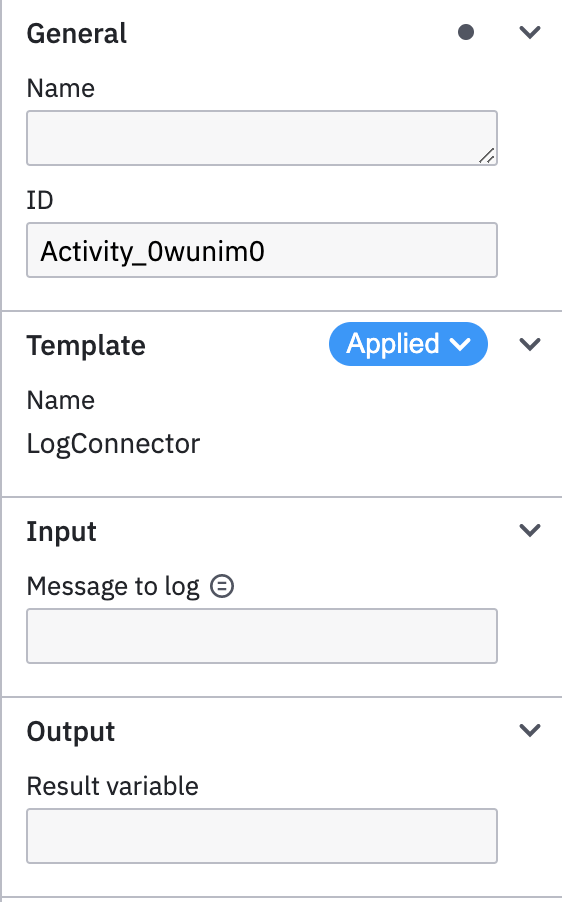 General
Name
ID
Activity_0wunim0
Template
Applied
Name
LogConnector
Input
Message to log
Output
Result variable